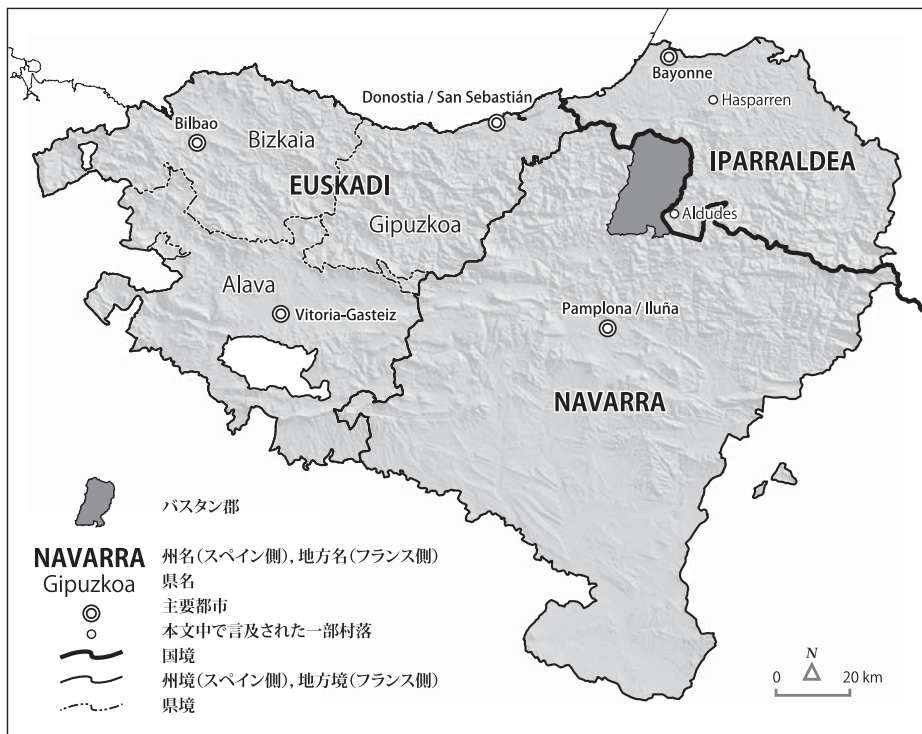 Bayonne
Hasparren
Donostia / San Sebastián
Bilbao
Bizkaia
IPARRALDEA
EUSKADI
Aldudes
Gipuzkoa
Alava
Vitoria-Gasteiz
Pamplona / Iluña
NAVARRA
バスタン郡
NAVARRA 州名(スペイン側), 地方名(フランス側)
Gipuzkoa 県名
主要都市
本文中で言及された一部村落
国境
州境(スペイン側), 地方境(フランス側)
県境
N
0 20 km